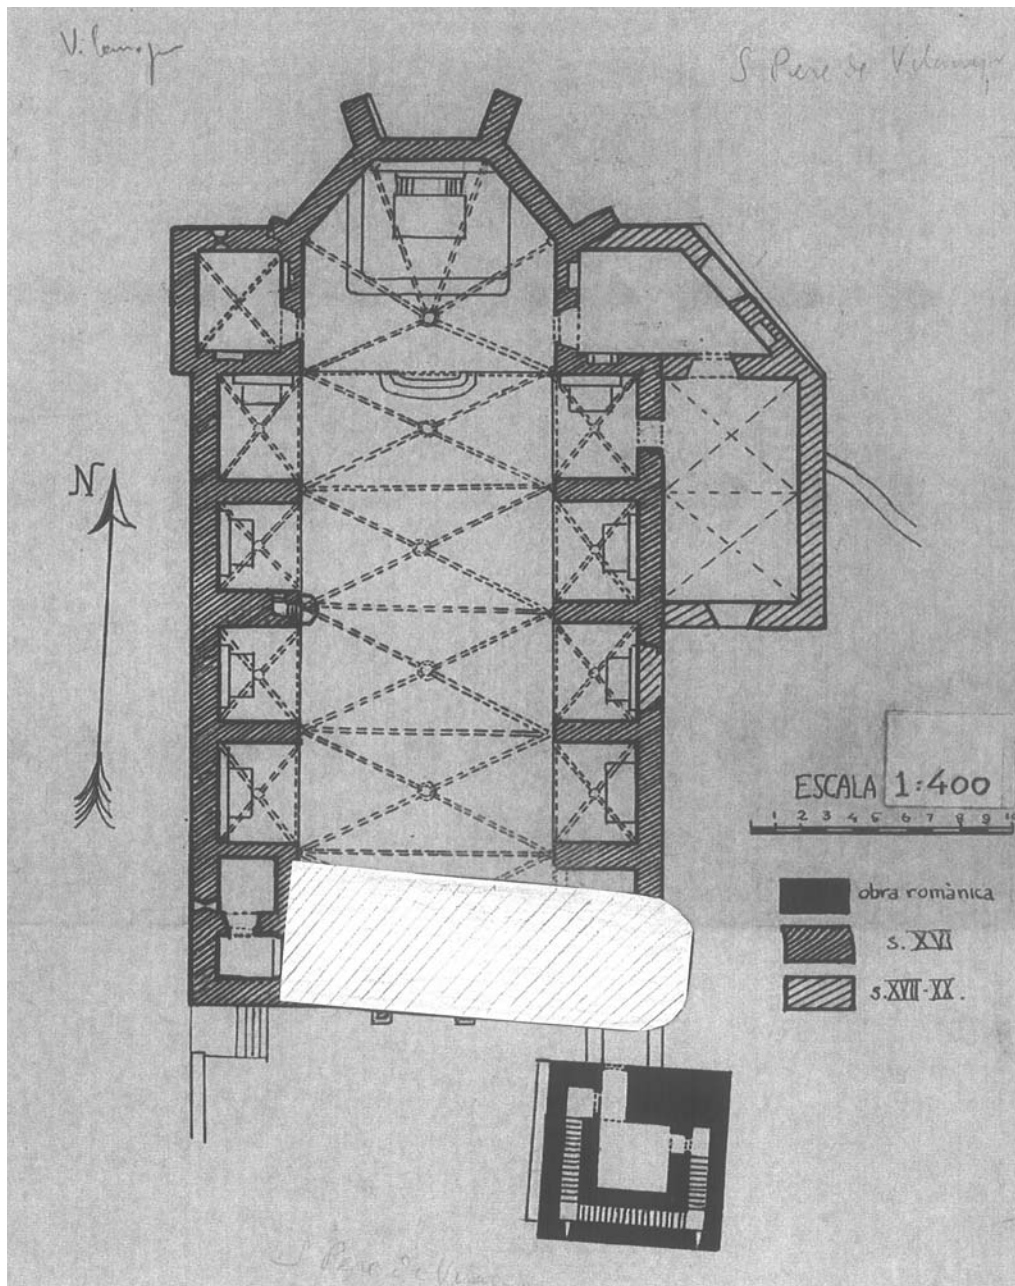 S. Pere de Vilamajor
N
ESCALA 1:400
1 2 3 4 5 6 7 8 9 10
obra romànica
s. XVI
s. XVII-XX.